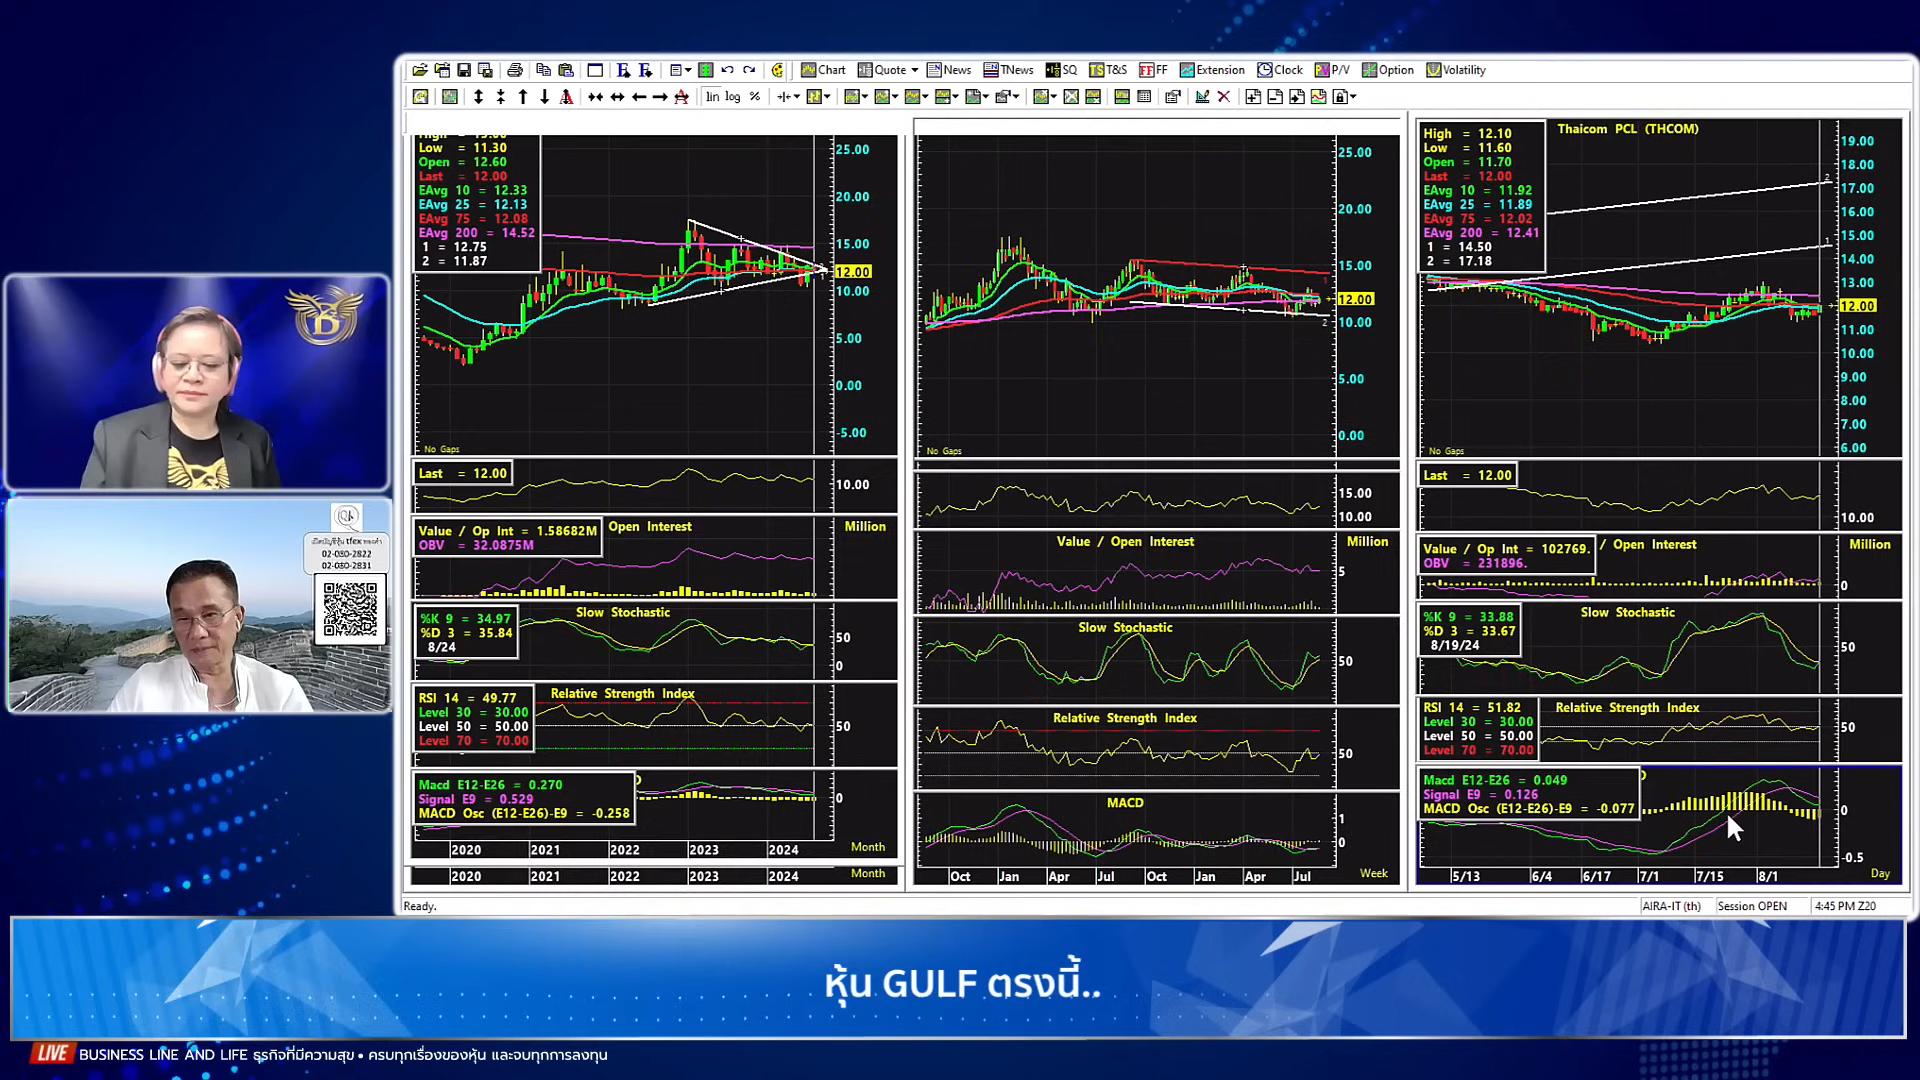 Chart Quote News TNews SQ T&S FF Extension Clock P/V Option Volatility
lin log %
Low = 11.30
Open = 12.60
Last = 12.00
EAvg 10 = 12.33
EAvg 25 = 12.13
EAvg 75 = 12.08
EAvg 200 = 14.52
1 = 12.75
2 = 11.87
25.00
20.00
15.00
12.00
10.00
5.00
0.00
-5.00
No Gaps
Last = 12.00
10.00
Value / Op Int = 1.58682M Open Interest Million
OBV = 32.0875M
%K 9 = 34.97 Slow Stochastic
%D 3 = 35.84
8/24
50
0
RSI 14 = 49.77 Relative Strength Index
Level 30 = 30.00
Level 50 = 50.00
Level 70 = 70.00
50
Macd E12-E26 = 0.270
Signal E9 = 0.529
MACD Osc (E12-E26)-E9 = -0.258
0
2020 2021 2022 2023 2024 Month
2020 2021 2022 2023 2024 Month
25.00
20.00
15.00
12.00
10.00
5.00
0.00
1
2
No Gaps
15.00
10.00
Value / Open Interest Million
5
0
Slow Stochastic
50
Relative Strength Index
50
MACD
1
0
Oct Jan Apr Jul Oct Jan Apr Jul Week
High = 12.10 Thaicom PCL (THCOM)
Low = 11.60
Open = 11.70
Last = 12.00
EAvg 10 = 11.92
EAvg 25 = 11.89
EAvg 75 = 12.02
EAvg 200 = 12.41
1 = 14.50
2 = 17.18
19.00
18.00
17.00
16.00
15.00
14.00
13.00
12.00
11.00
10.00
9.00
8.00
7.00
6.00
2
1
No Gaps
Last = 12.00
10.00
Value / Op Int = 102769. / Open Interest Million
OBV = 231896.
0
%K 9 = 33.88 Slow Stochastic
%D 3 = 33.67
8/19/24
50
RSI 14 = 51.82 Relative Strength Index
Level 30 = 30.00
Level 50 = 50.00
Level 70 = 70.00
50
Macd E12-E26 = 0.049
Signal E9 = 0.126
MACD Osc (E12-E26)-E9 = -0.077
0
-0.5
5/13 6/4 6/17 7/1 7/15 8/1 Day
Ready. AIRA-IT (th) Session OPEN 4:45 PM Z20
02-080-2822
02-080-2831
หุ้น GULF ตรงนี้..
LIVE BUSINESS LINE AND LIFE ธุรกิจที่มีความสุข • ครบทุกเรื่องของหุ้น และจบทุกการลงทุน